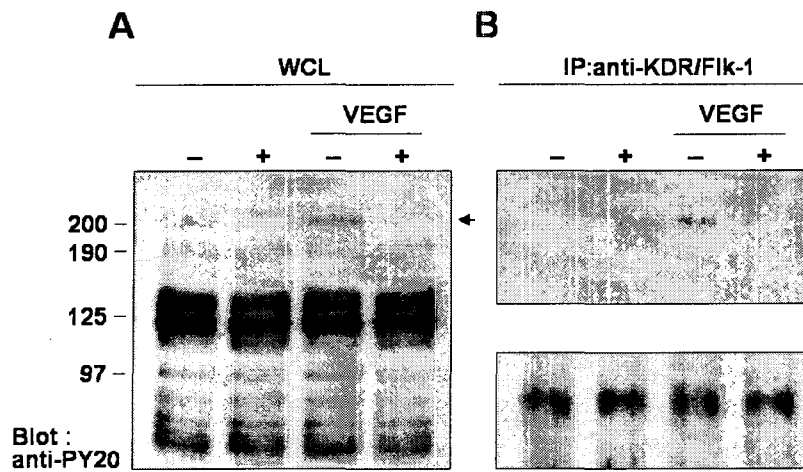 A
WCL
VEGF
– + – +
200 –
190 –
125 –
97 –
Blot :
anti-PY20
B
IP:anti-KDR/Flk-1
VEGF
– + – +